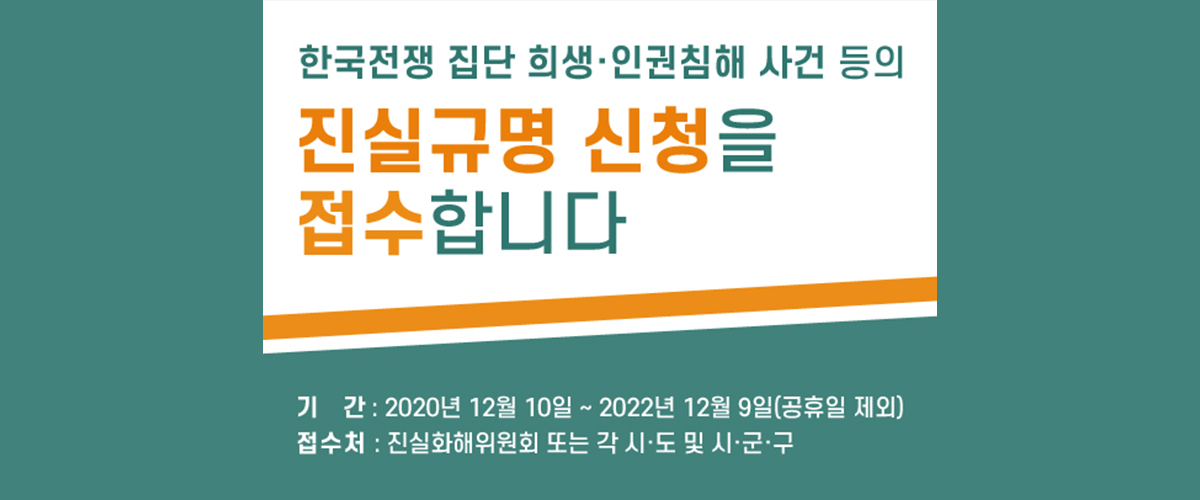 한국전쟁 집단 희생·인권침해 사건 등의
진실규명 신청을
접수합니다
기 간 : 2020년 12월 10일 ~ 2022년 12월 9일(공휴일 제외)
접수처 : 진실화해위원회 또는 각 시·도 및 시·군·구